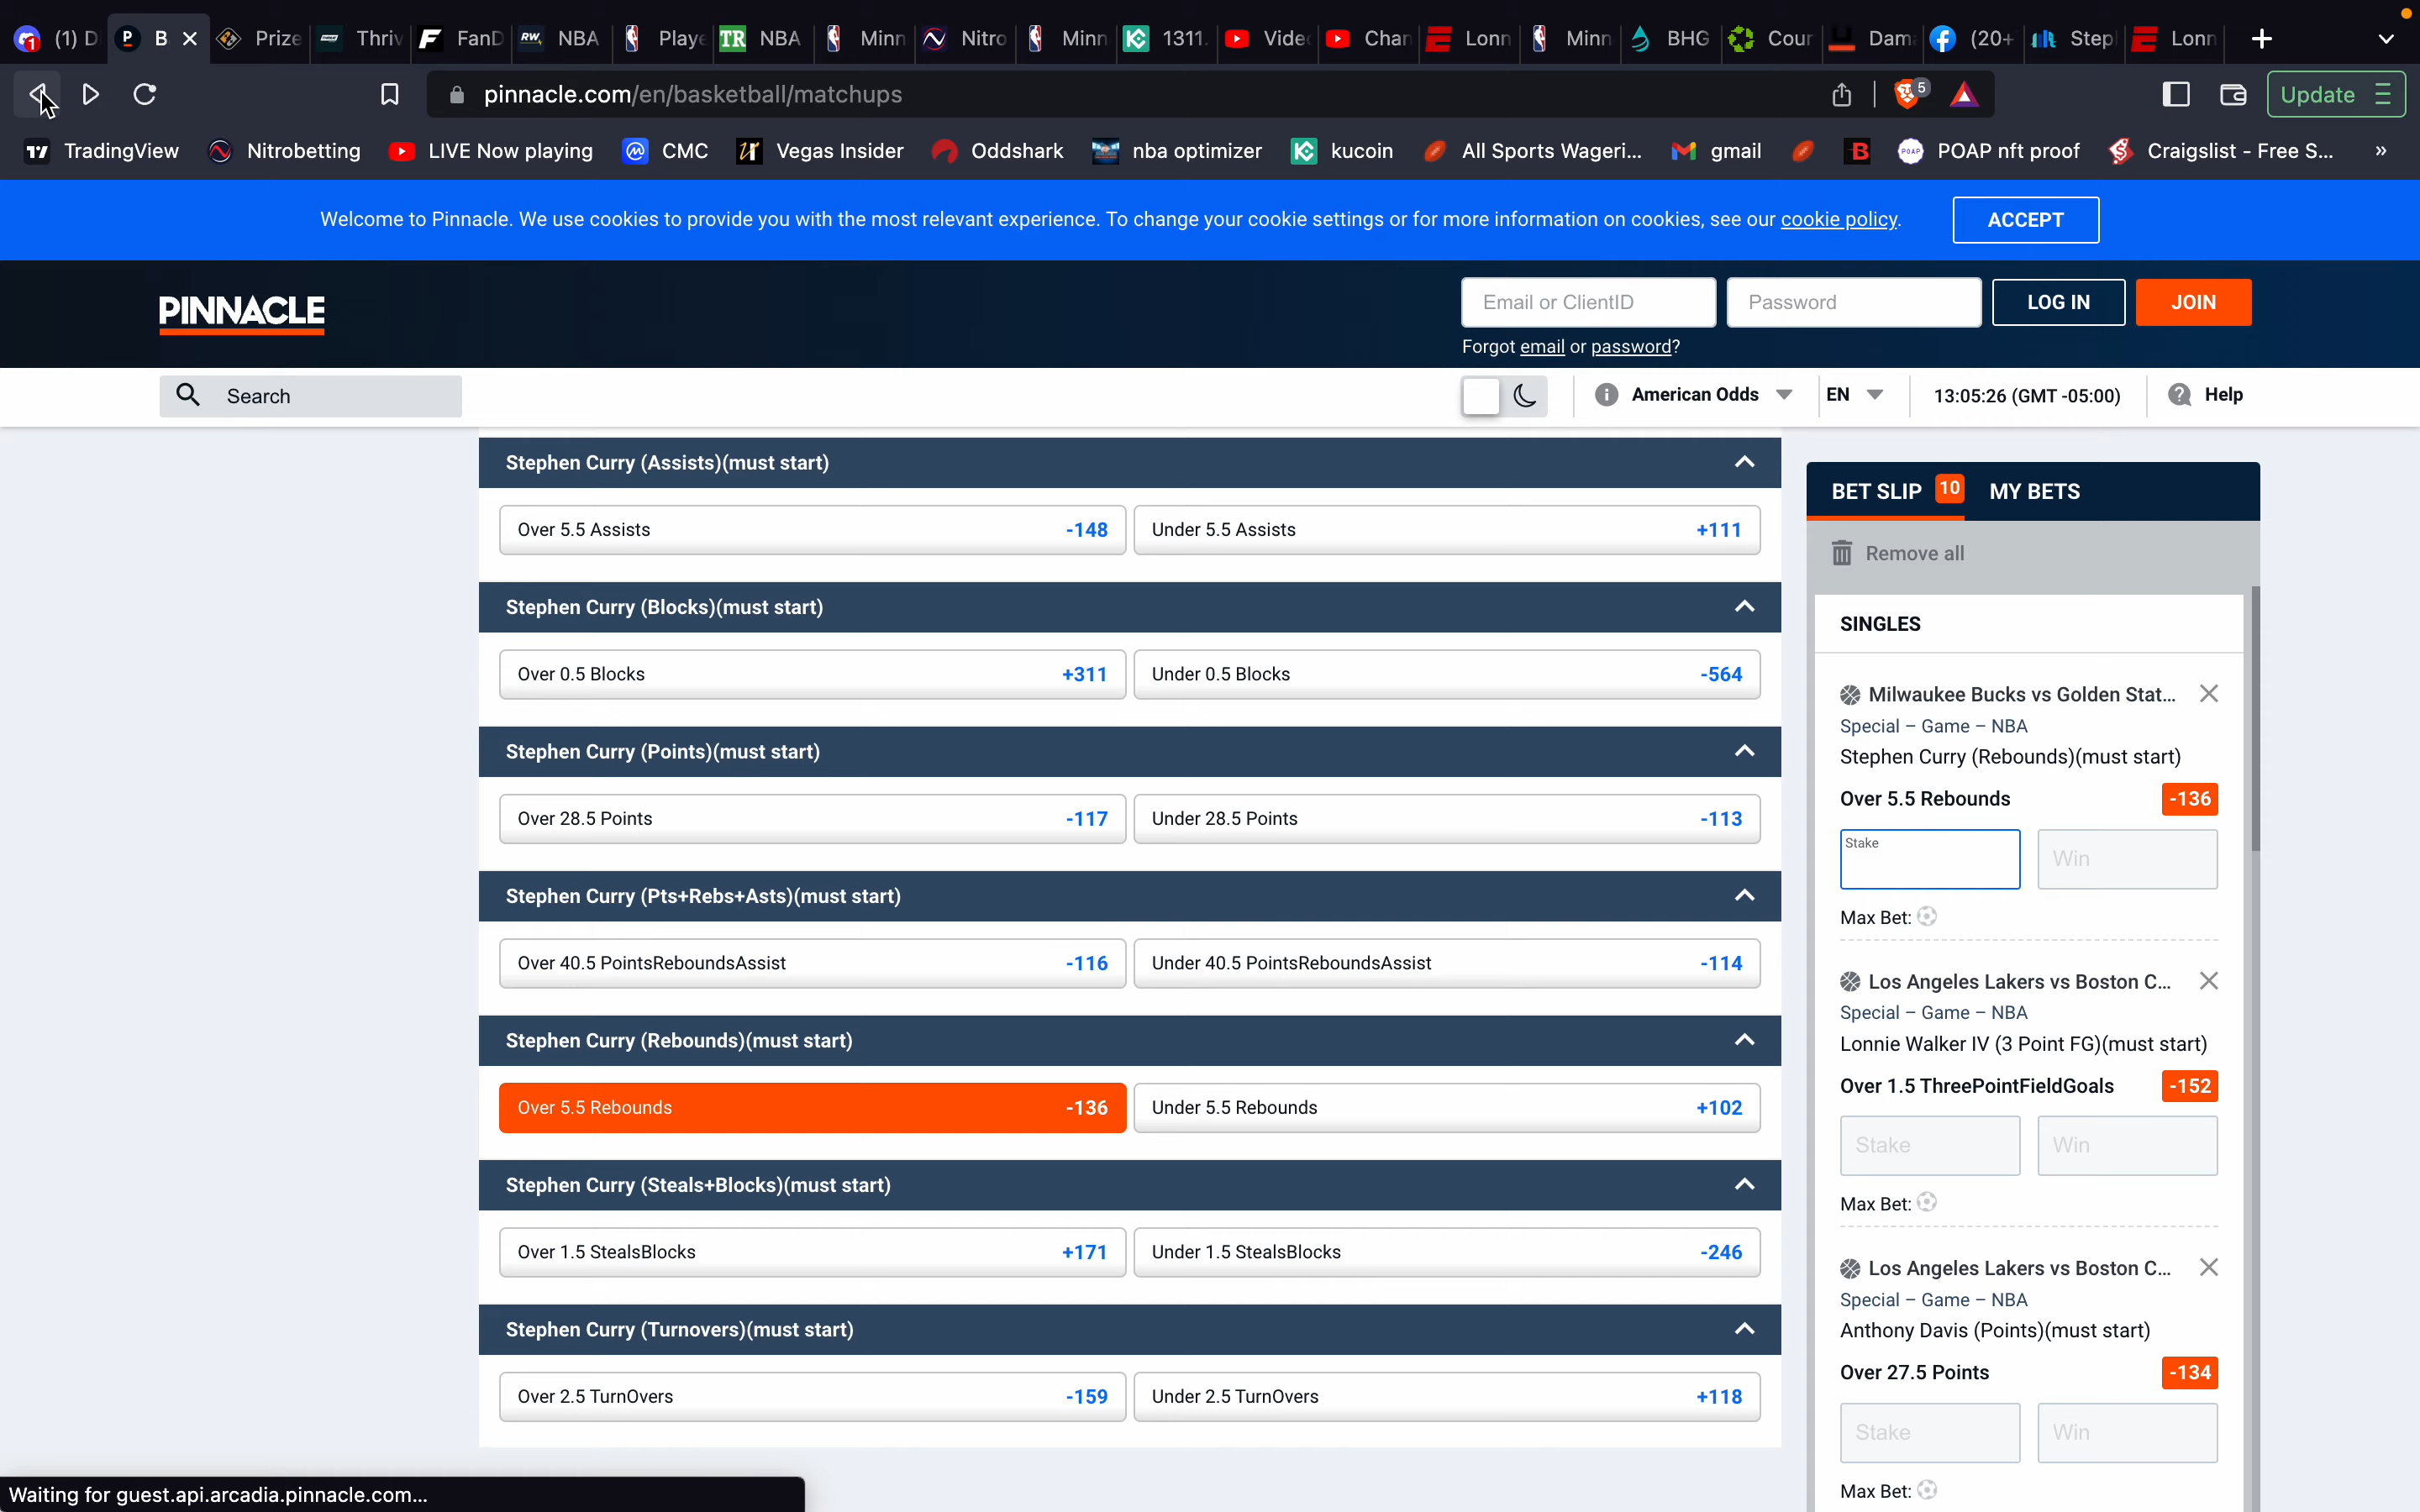 (1) D
B
Prize
Thriv
FanD
NBA
Playe
NBA
Minn
Nitro
Minn
1311.
Vide
Chan
Lonn
Minn
BHG
Cour
Dam
(20+
Step
Lonn
pinnacle.com/en/basketball/matchups
5
Update
TradingView
Nitrobetting
LIVE Now playing
CMC
Vegas Insider
Oddshark
nba optimizer
kucoin
All Sports Wageri...
gmail
POAP nft proof
Craigslist - Free S...
»
Welcome to Pinnacle. We use cookies to provide you with the most relevant experience. To change your cookie settings or for more information on cookies, see our cookie policy.
ACCEPT
PINNACLE
Email or ClientID
Password
LOG IN
JOIN
Forgot email or password?
Search
American Odds
EN
13:05:26 (GMT -05:00)
Help
Stephen Curry (Assists)(must start)
Over 5.5 Assists -148
Under 5.5 Assists +111
Stephen Curry (Blocks)(must start)
Over 0.5 Blocks +311
Under 0.5 Blocks -564
Stephen Curry (Points)(must start)
Over 28.5 Points -117
Under 28.5 Points -113
Stephen Curry (Pts+Rebs+Asts)(must start)
Over 40.5 PointsReboundsAssist -116
Under 40.5 PointsReboundsAssist -114
Stephen Curry (Rebounds)(must start)
Over 5.5 Rebounds -136
Under 5.5 Rebounds +102
Stephen Curry (Steals+Blocks)(must start)
Over 1.5 StealsBlocks +171
Under 1.5 StealsBlocks -246
Stephen Curry (Turnovers)(must start)
Over 2.5 TurnOvers -159
Under 2.5 TurnOvers +118
BET SLIP 10 MY BETS
Remove all
SINGLES
Milwaukee Bucks vs Golden Stat...
Special – Game – NBA
Stephen Curry (Rebounds)(must start)
Over 5.5 Rebounds -136
Stake
Win
Max Bet:
Los Angeles Lakers vs Boston C...
Special – Game – NBA
Lonnie Walker IV (3 Point FG)(must start)
Over 1.5 ThreePointFieldGoals -152
Stake
Win
Max Bet:
Los Angeles Lakers vs Boston C...
Special – Game – NBA
Anthony Davis (Points)(must start)
Over 27.5 Points -134
Stake
Win
Max Bet:
Waiting for guest.api.arcadia.pinnacle.com...